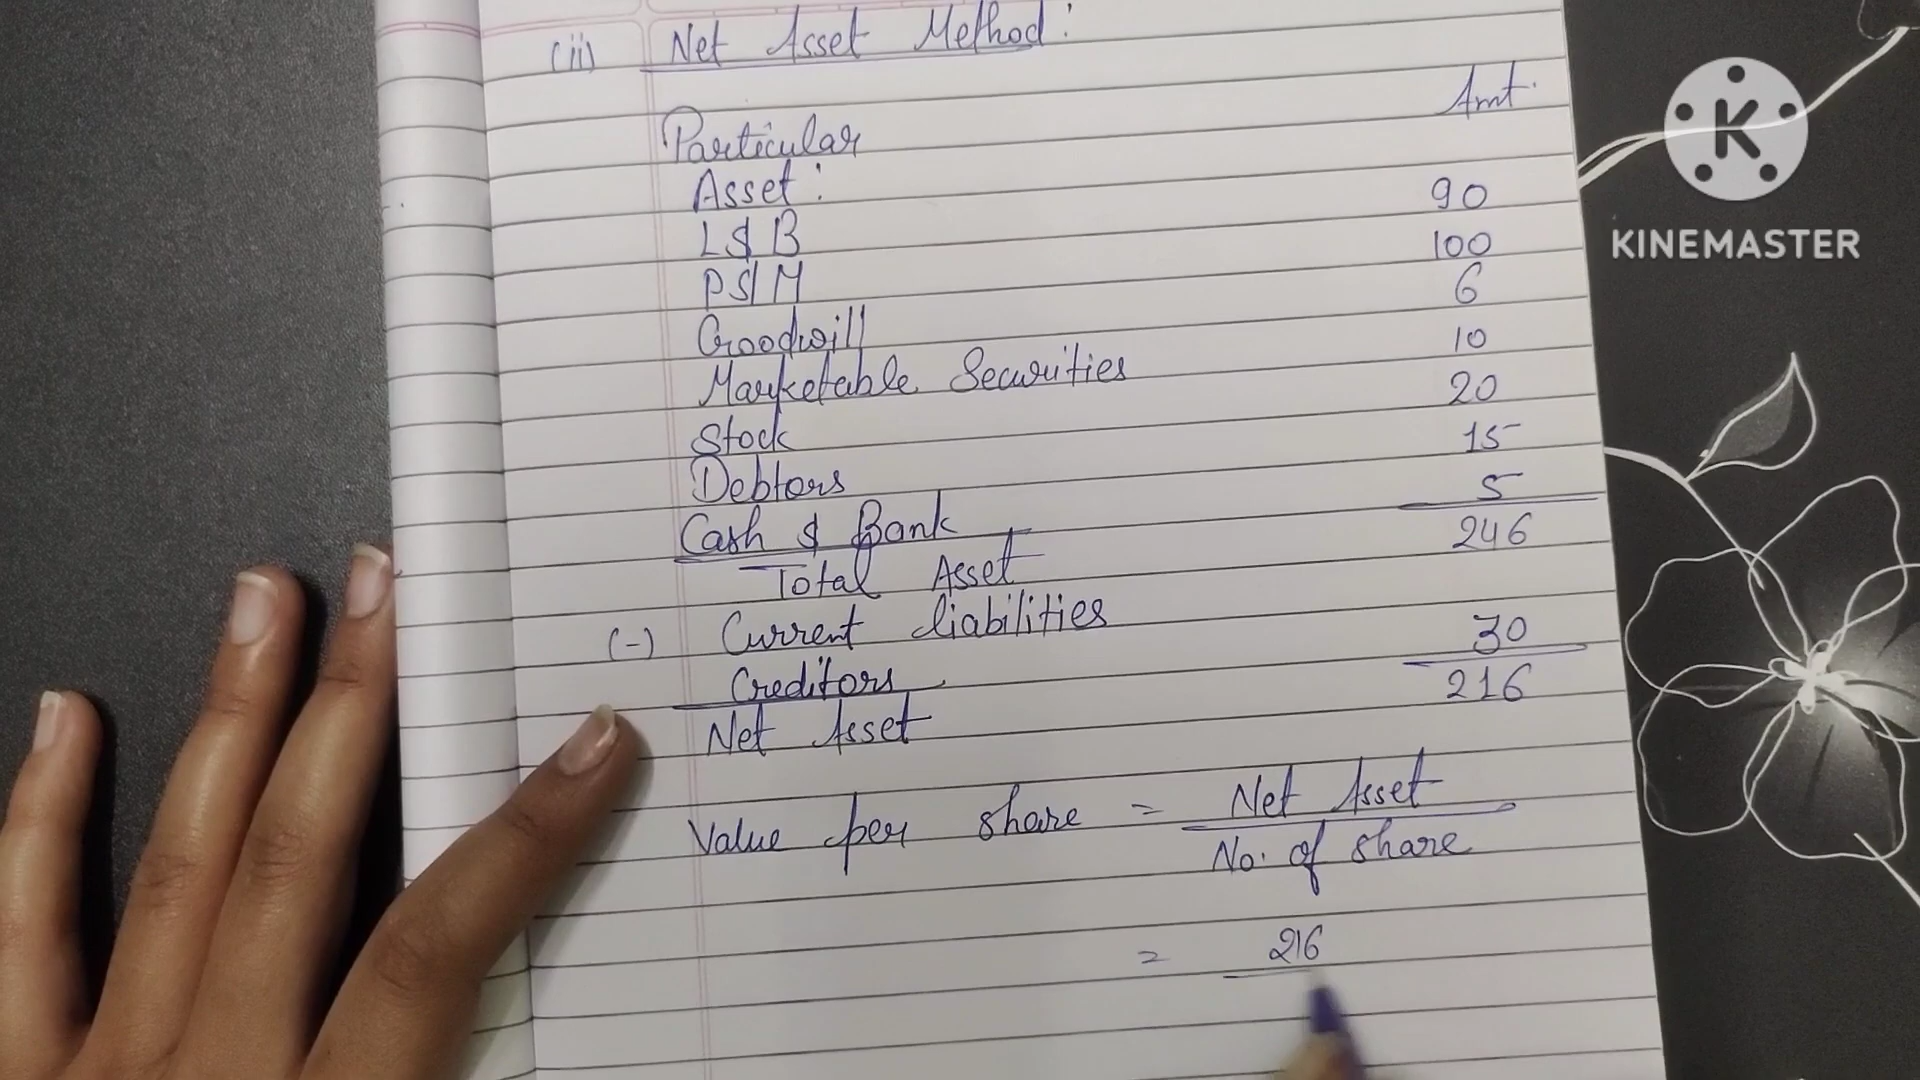 (ii) Net Asset Method:
Amt.
Particular
Asset:
L & B 90
P & M 100
Goodwill 6
Marketable Securities 10
Stock 20
Debtors 15
Cash & Bank 5
Total Asset 246
(-) Current liabilities
Creditors 30
Net Asset 216
Value per share = Net Asset
No. of share
= 216
K
KINEMASTER